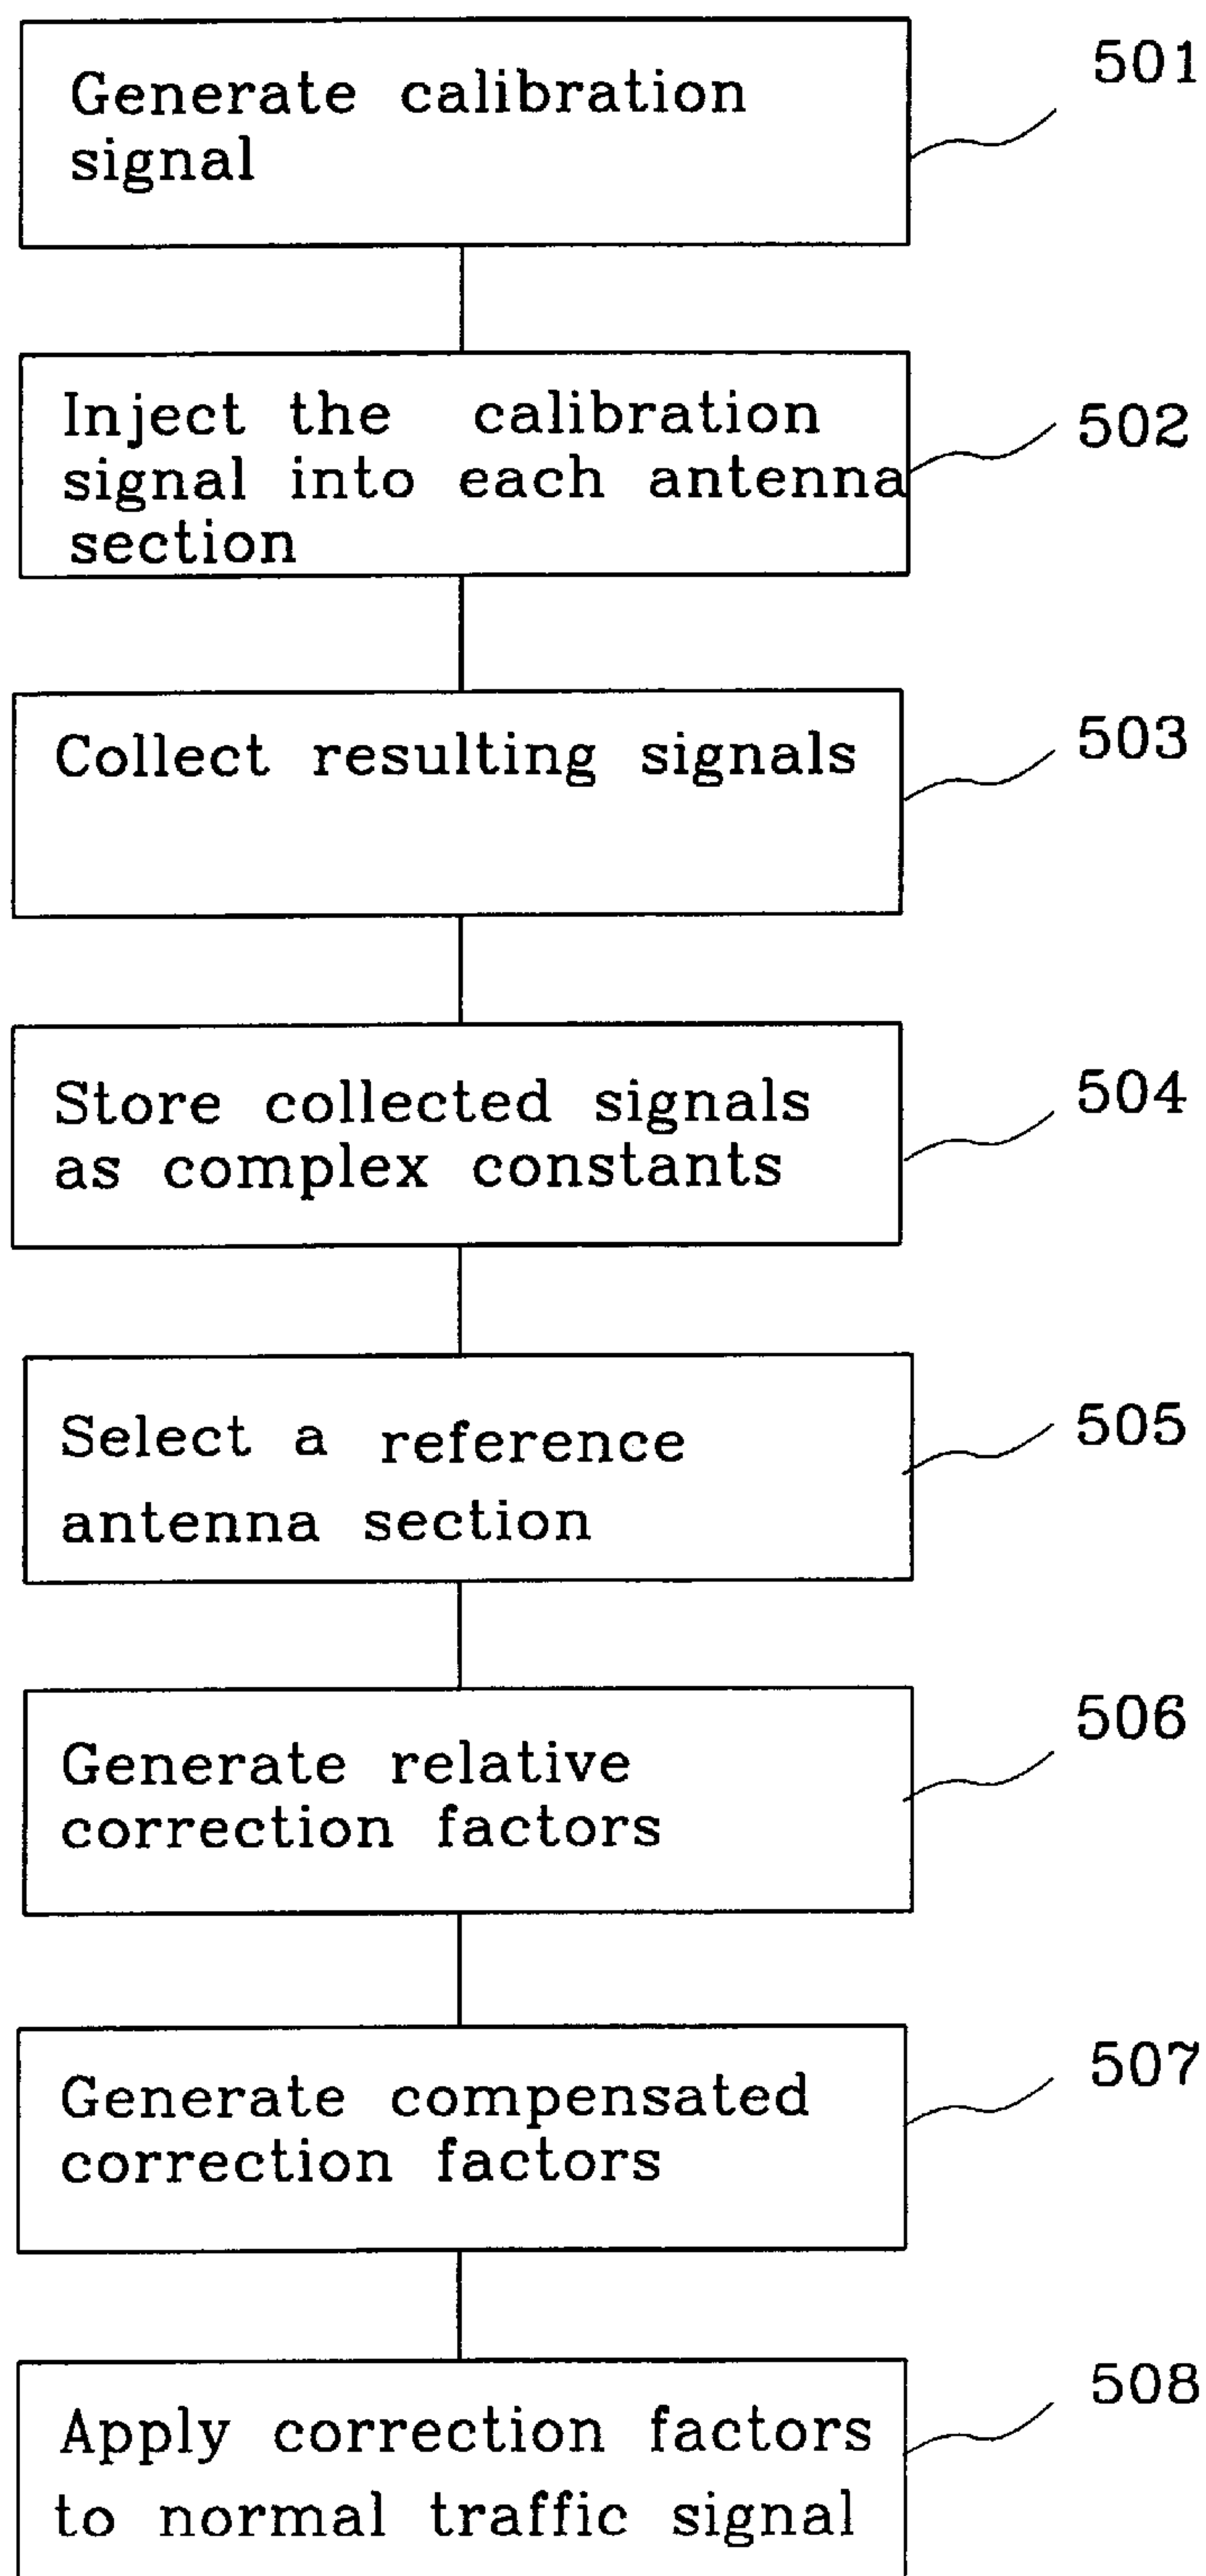 Generate calibration
signal
501
Inject the calibration
signal into each antenna
section
502
Collect resulting signals
503
Store collected signals
as complex constants
504
Select a reference
antenna section
505
Generate relative
correction factors
506
Generate compensated
correction factors
507
Apply correction factors
to normal traffic signal
508